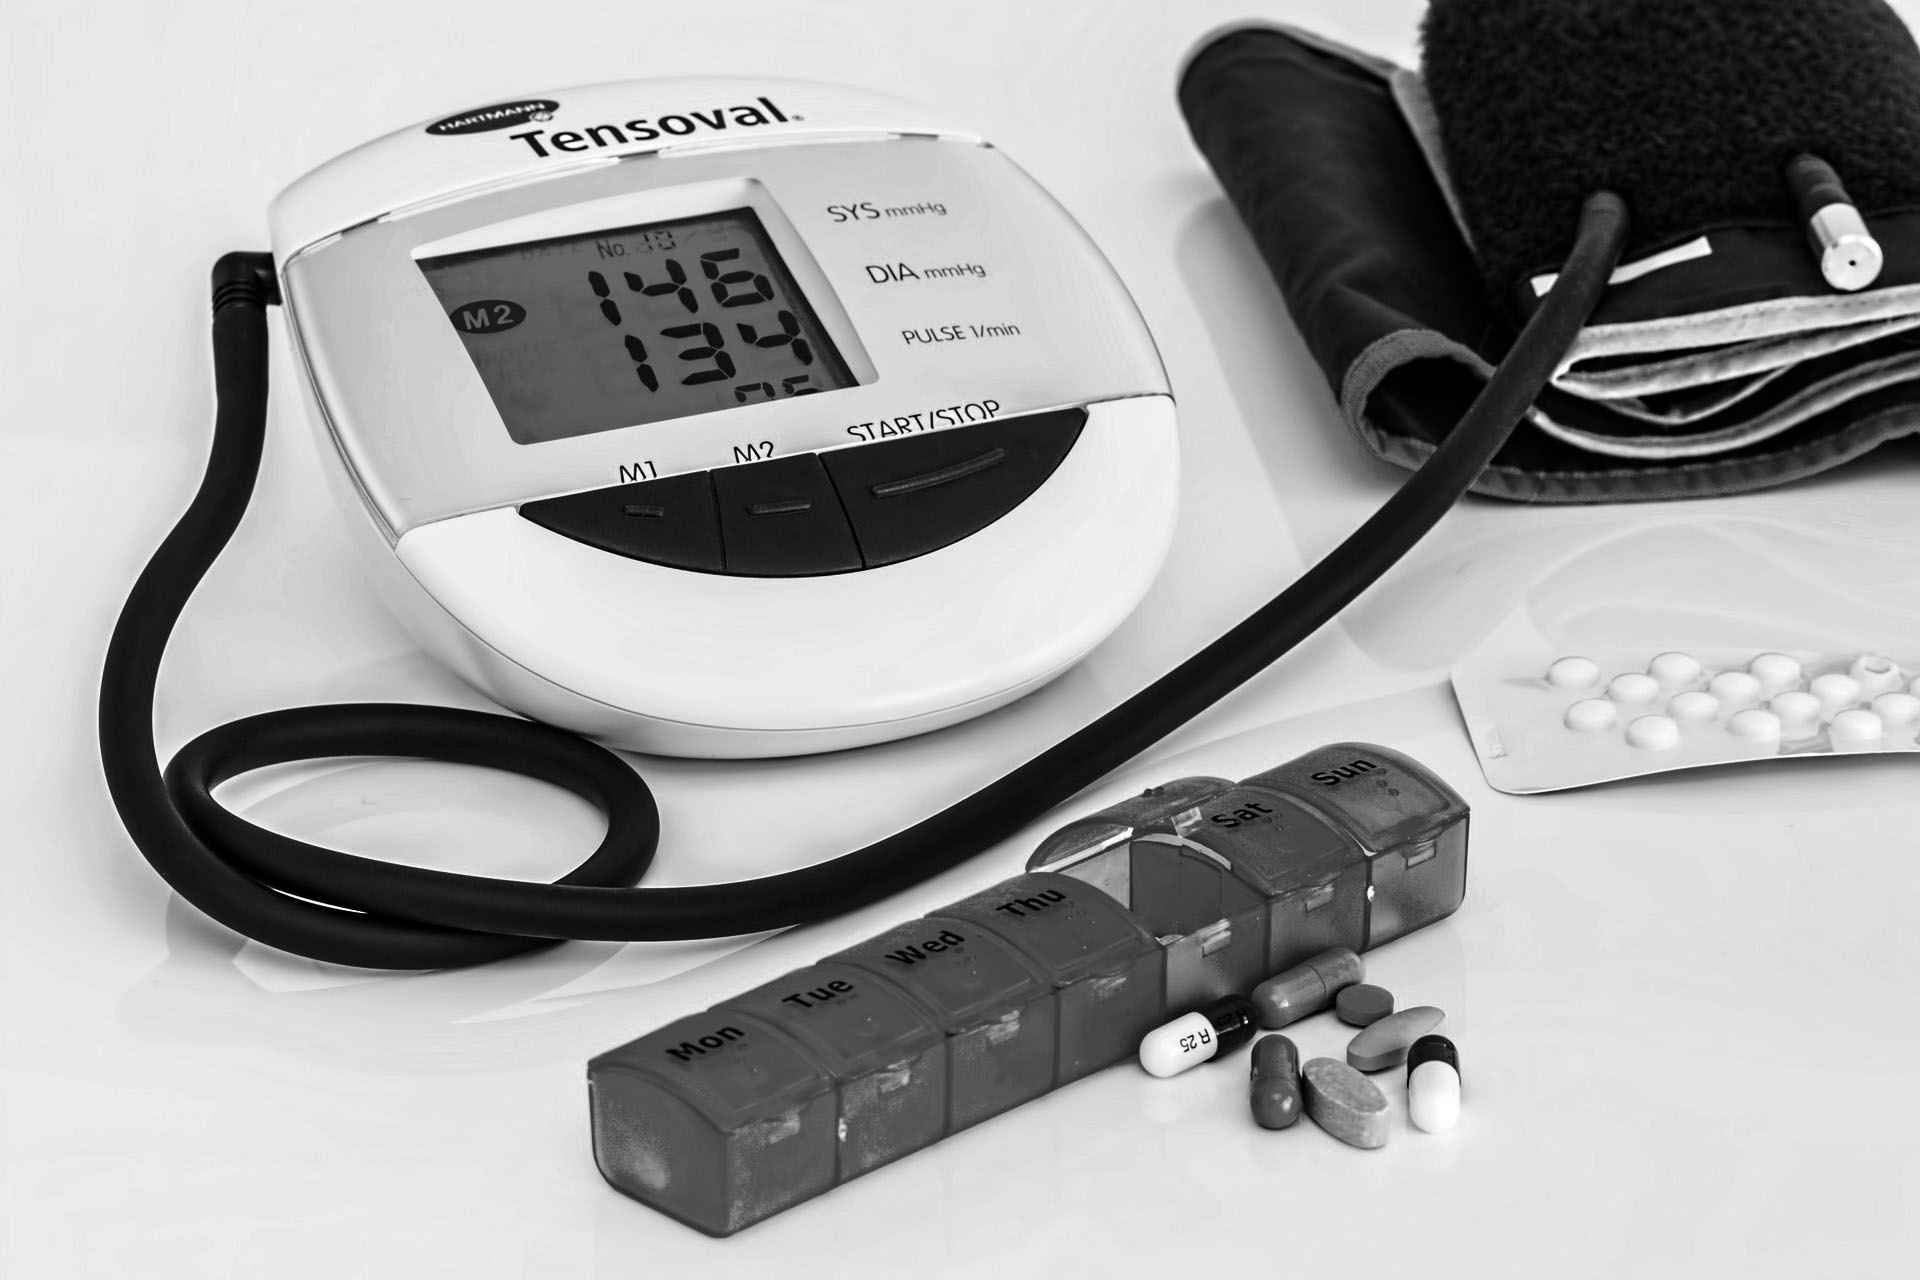 HARTMANN
Tensoval®
No. 10
M2
146
134
SYS mmHg
DIA mmHg
PULSE 1/min
M1
M2
START/STOP
Mon
Tue
Wed
Thu
Sat
Sun
R 25